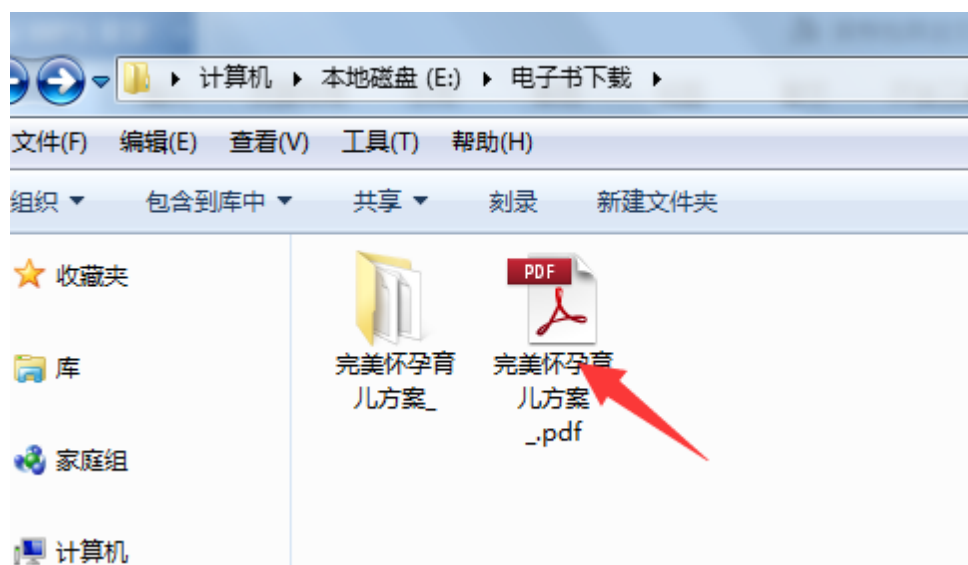 计算机 本地磁盘 (E:) 电子书下载
文件(F) 编辑(E) 查看(V) 工具(T) 帮助(H)
组织 包含到库中 共享 刻录 新建文件夹
收藏夹
库
家庭组
计算机
完美怀孕育
儿方案_
PDF
完美怀孕育
儿方案
_.pdf